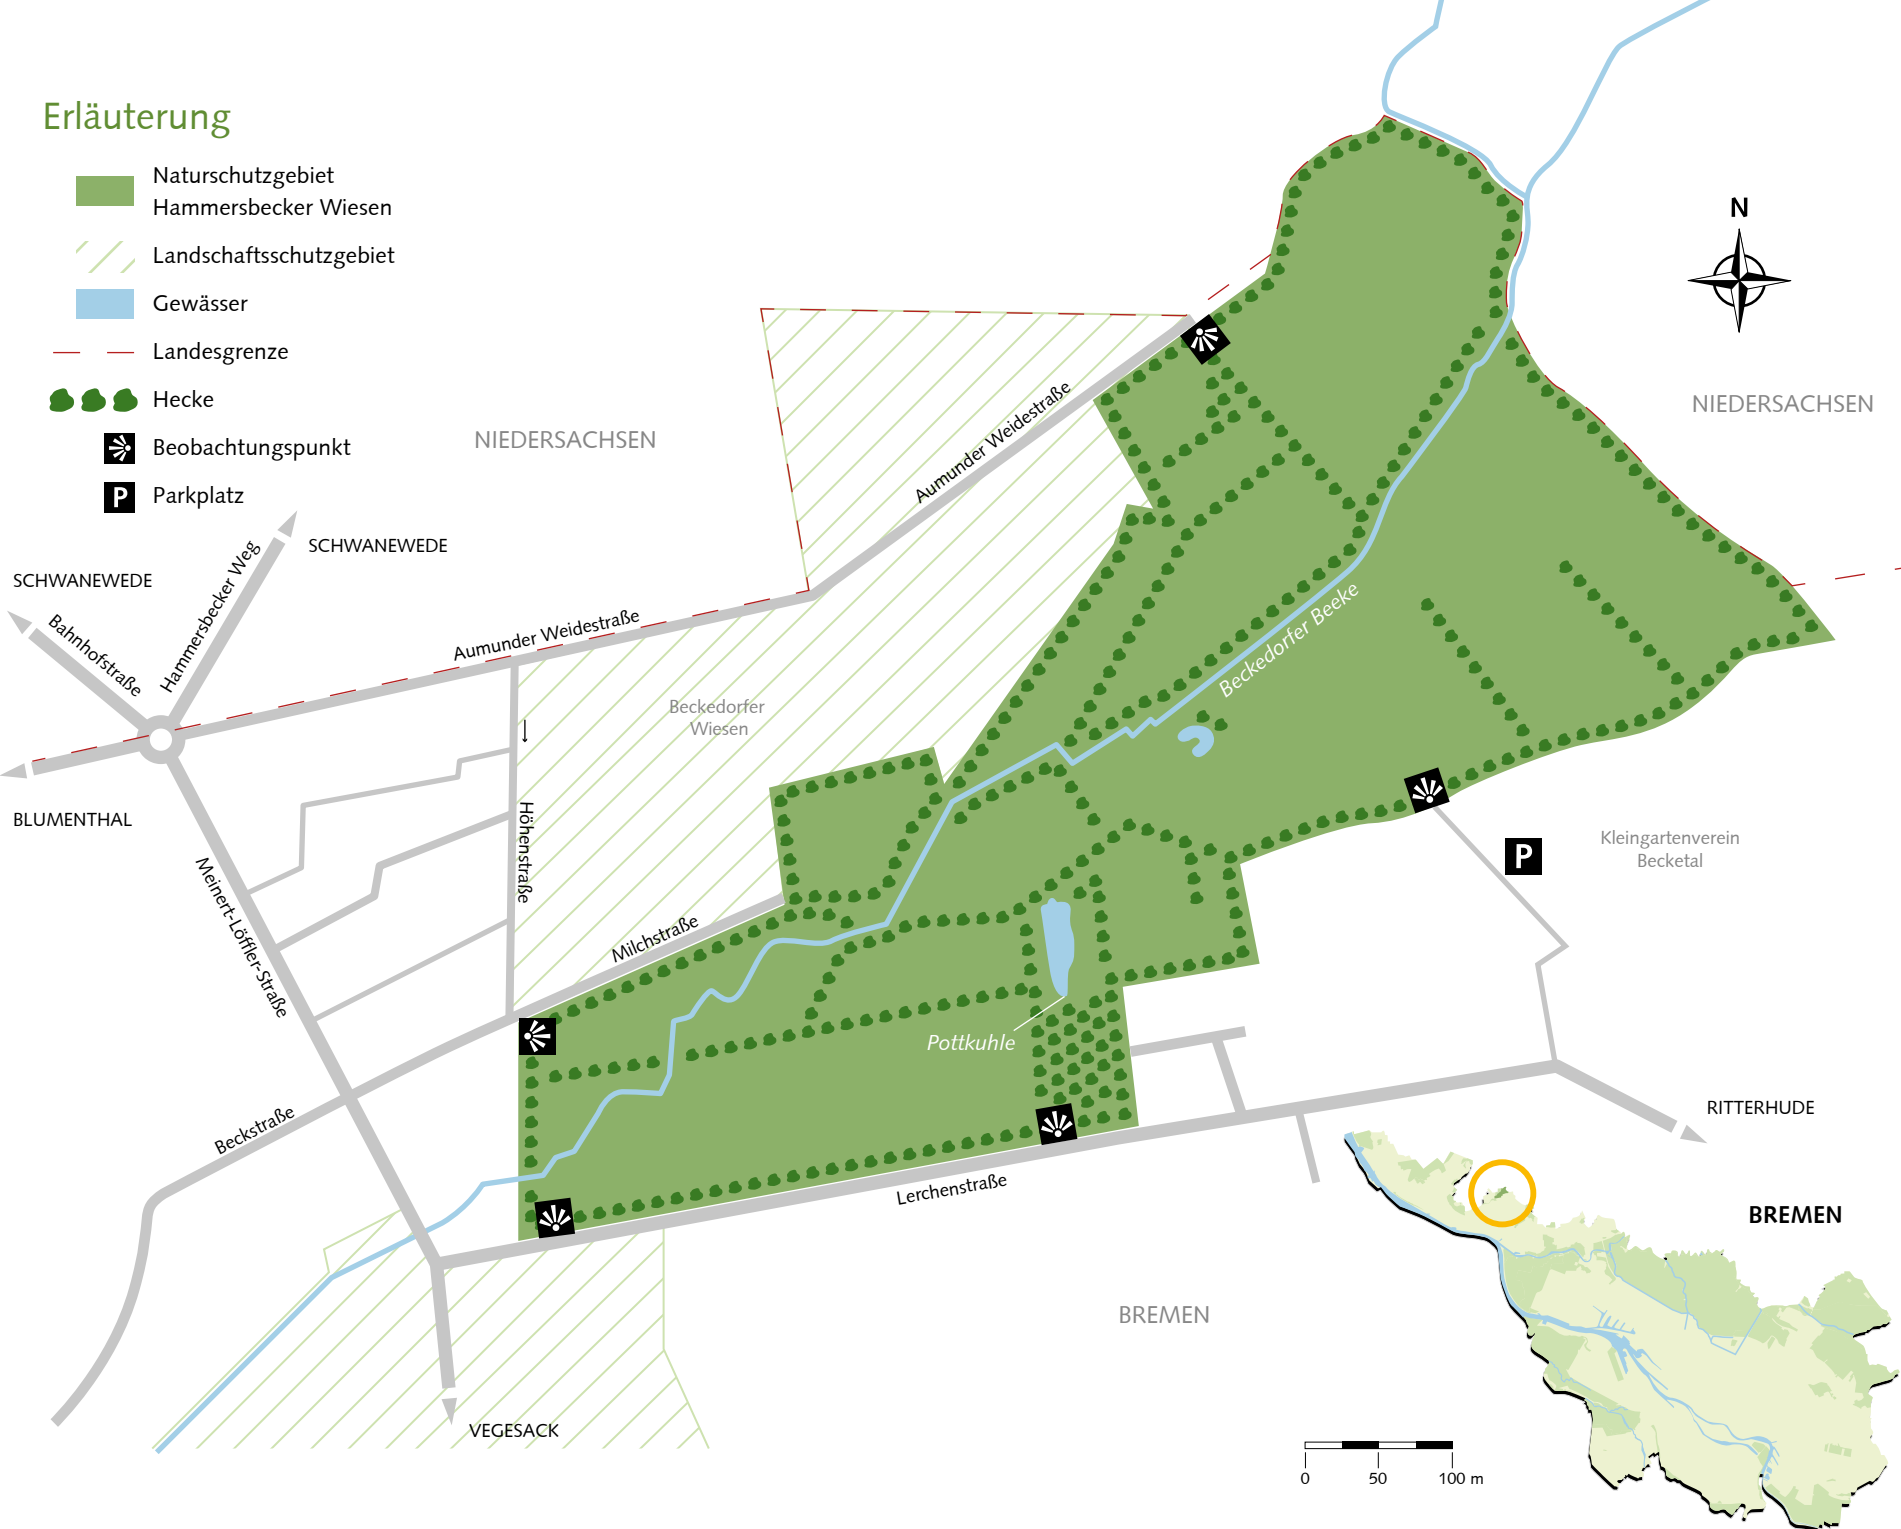 Erläuterung
Naturschutzgebiet
Hammersbecker Wiesen
Landschaftsschutzgebiet
Gewässer
Landesgrenze
Hecke
Beobachtungspunkt
P
Parkplatz
N
NIEDERSACHSEN
NIEDERSACHSEN
SCHWANEWEDE
SCHWANEWEDE
Bahnhofstraße
Hammersbecker Weg
Aumunder Weidestraße
Aumunder Weidestraße
Beckedorfer
Wiesen
Beckedorfer Beeke
BLUMENTHAL
Höhenstraße
Meinert-Löffler-Straße
Milchstraße
P
Kleingartenverein
Becketal
Pottkuhle
Beckstraße
Lerchenstraße
RITTERHUDE
BREMEN
BREMEN
VEGESACK
0 50 100 m